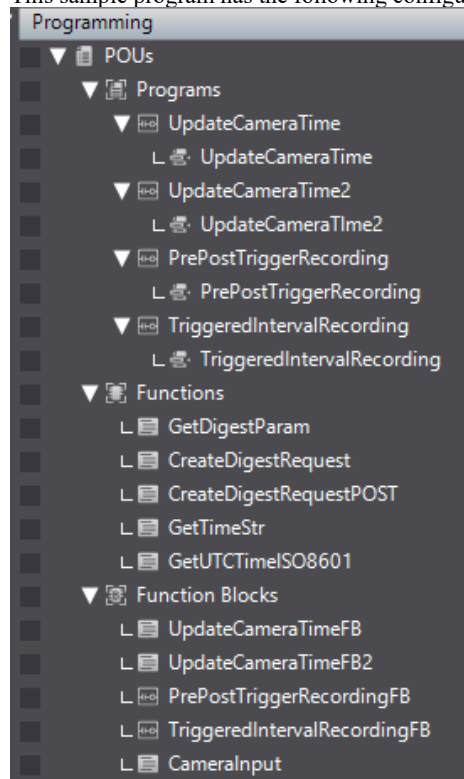 This sample program has the following configu
Programming
POUs
Programs
UpdateCameraTime
UpdateCameraTime
UpdateCameraTime2
UpdateCameraTIme2
PrePostTriggerRecording
PrePostTriggerRecording
TriggeredIntervalRecording
TriggeredIntervalRecording
Functions
GetDigestParam
CreateDigestRequest
CreateDigestRequestPOST
GetTimeStr
GetUTCTimeISO8601
Function Blocks
UpdateCameraTimeFB
UpdateCameraTimeFB2
PrePostTriggerRecordingFB
TriggeredIntervalRecordingFB
CameraInput